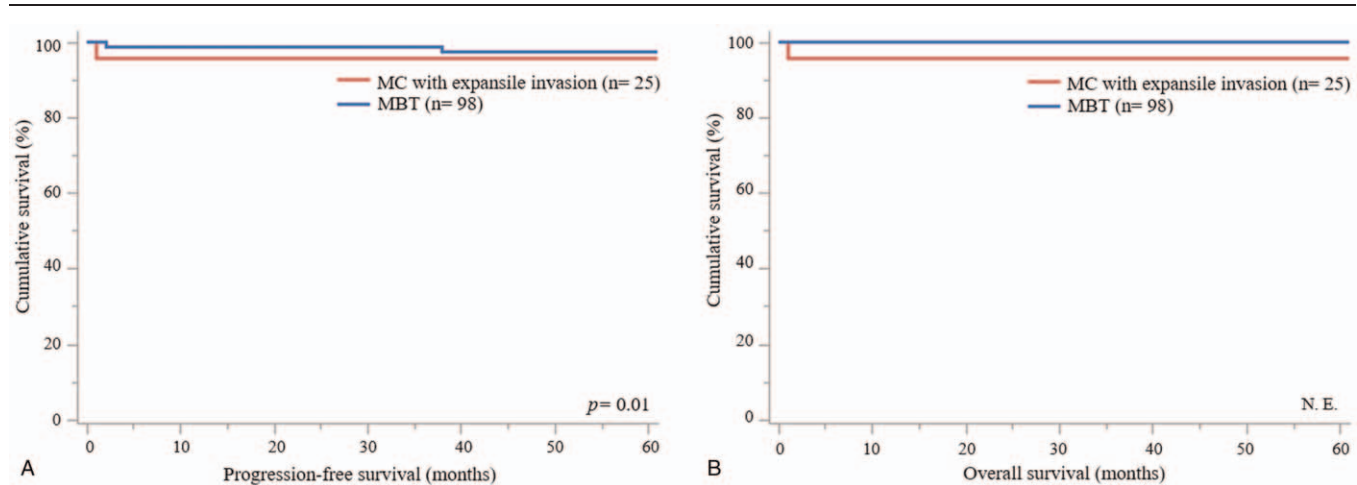 100
80
60
40
20
0
Cumulative survival (%)
MC with expansile invasion (n= 25)
MBT (n= 98)
p= 0.01
0 10 20 30 40 50 60
Progression-free survival (months)
A
100
80
60
40
20
0
Cumulative survival (%)
MC with expansile invasion (n= 25)
MBT (n= 98)
N. E.
0 10 20 30 40 50 60
Overall survival (months)
B